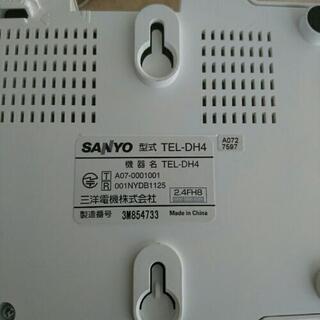 SANYO 型式 TEL-DH4
機器名 TEL-DH4
T A07-0001001
R 001NYDB1125
三洋電機株式会社
2.4FH8
製造番号 3M854733
Made in China
A072
7597